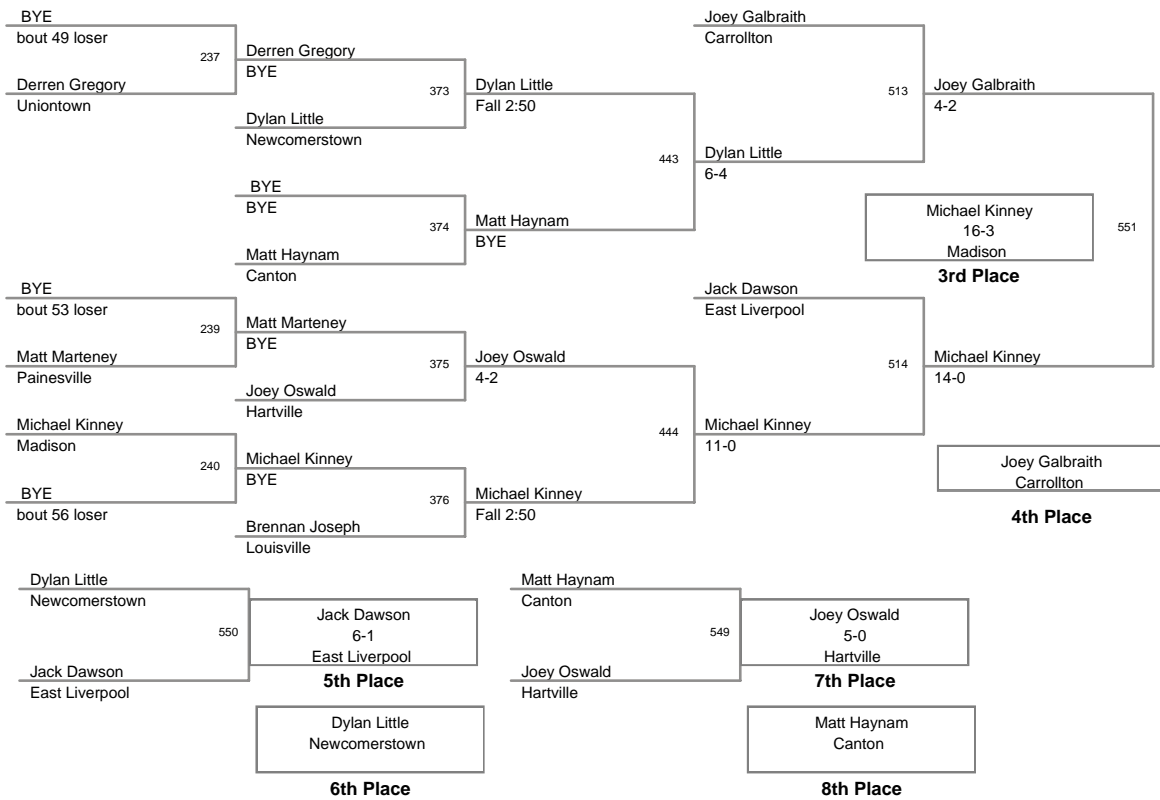 BYE
bout 49 loser
237
Derren Gregory
Uniontown
Derren Gregory
BYE
373
Dylan Little
Newcomerstown
Dylan Little
Fall 2:50
BYE
BYE
374
Matt Haynam
Canton
Matt Haynam
BYE
443
Dylan Little
6-4
Joey Galbraith
Carrollton
513
Joey Galbraith
4-2
BYE
bout 53 loser
239
Matt Marteney
Painesville
Matt Marteney
BYE
375
Joey Oswald
Hartville
Joey Oswald
4-2
Michael Kinney
Madison
240
BYE
bout 56 loser
Michael Kinney
BYE
376
Brennan Joseph
Louisville
Michael Kinney
Fall 2:50
444
Michael Kinney
11-0
Jack Dawson
East Liverpool
514
Michael Kinney
14-0
551
Michael Kinney
16-3
Madison
3rd Place
Joey Galbraith
Carrollton
4th Place
Dylan Little
Newcomerstown
550
Jack Dawson
East Liverpool
Jack Dawson
6-1
East Liverpool
5th Place
Dylan Little
Newcomerstown
6th Place
Matt Haynam
Canton
549
Joey Oswald
Hartville
Joey Oswald
5-0
Hartville
7th Place
Matt Haynam
Canton
8th Place